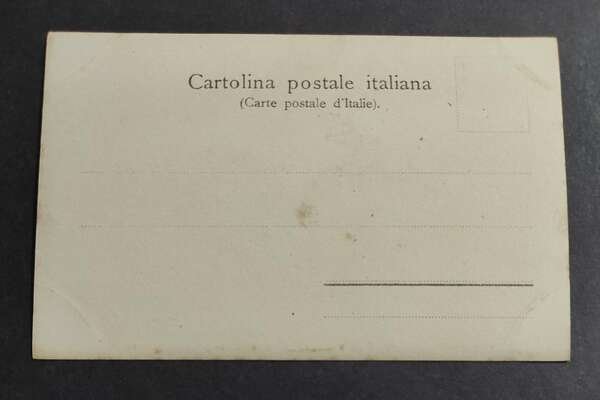 Cartolina postale italiana
(Carte postale d'Italie).